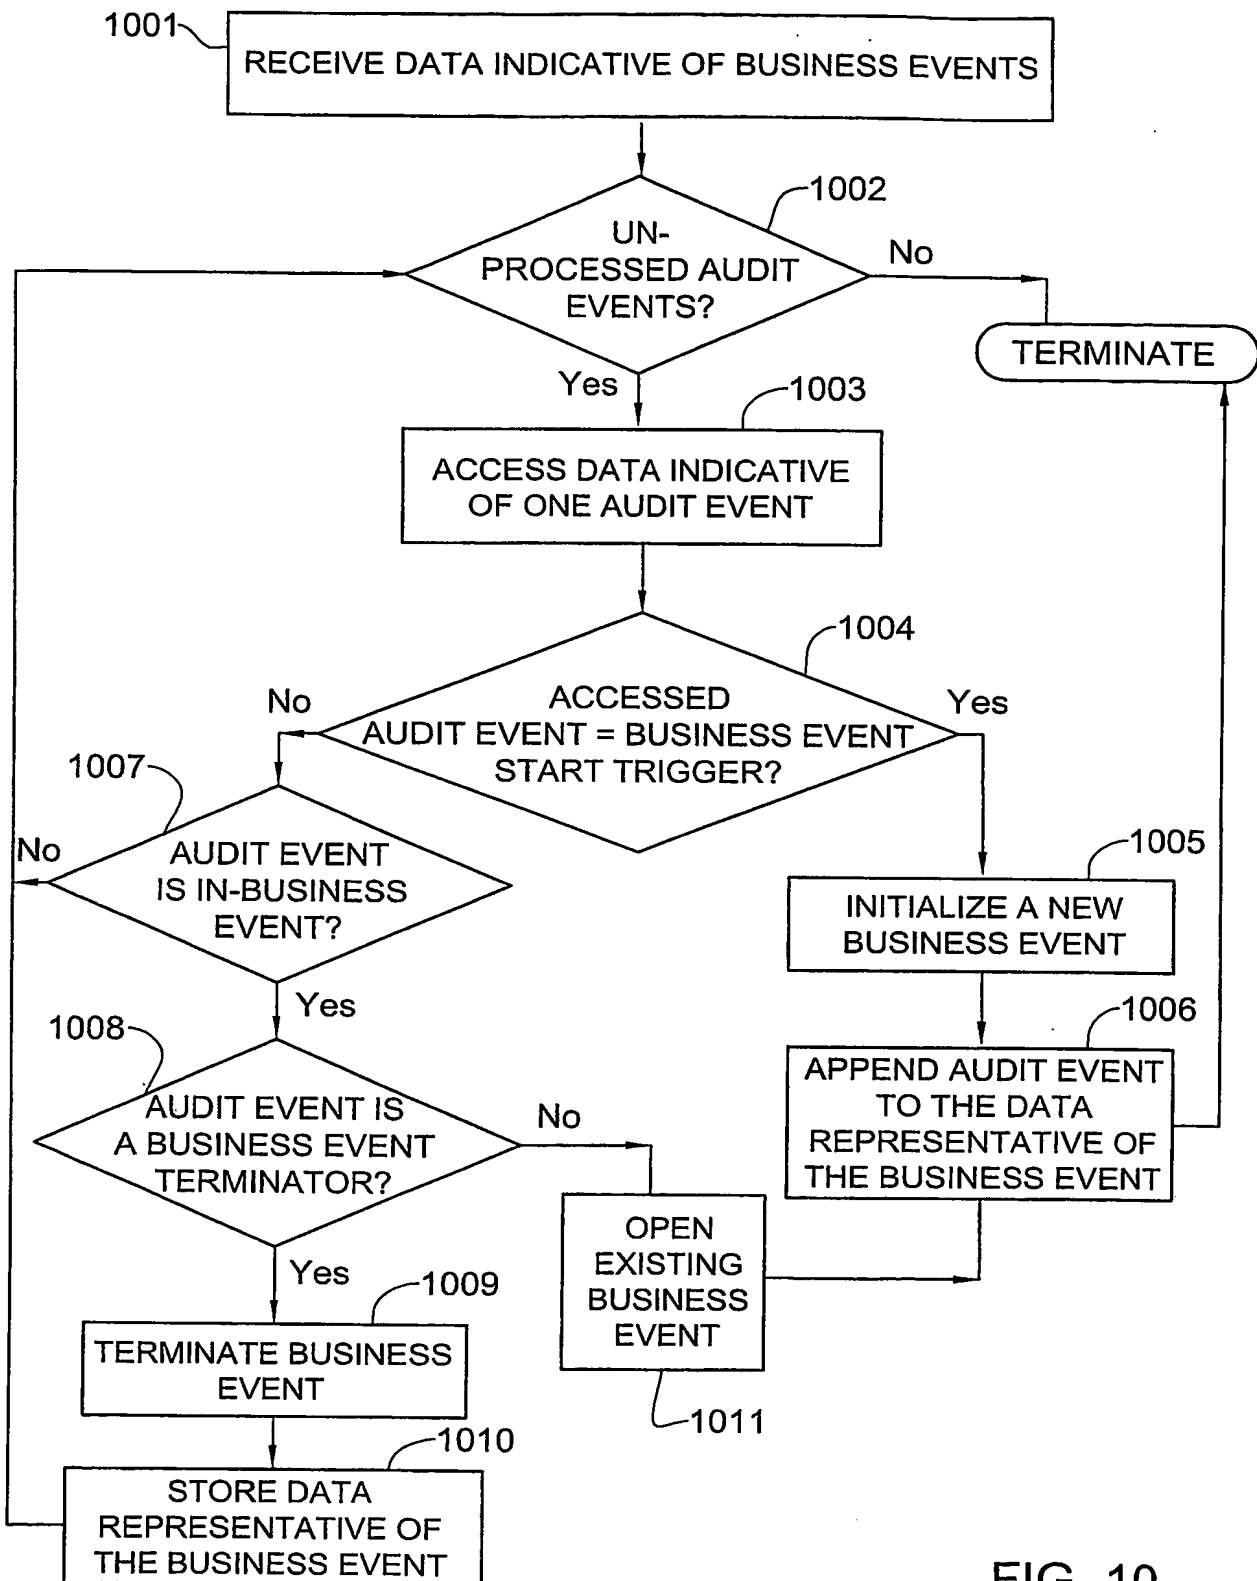 1001
RECEIVE DATA INDICATIVE OF BUSINESS EVENTS
1002
UN-
PROCESSED AUDIT
EVENTS?
No
TERMINATE
Yes
1003
ACCESS DATA INDICATIVE
OF ONE AUDIT EVENT
1004
No
ACCESSED
AUDIT EVENT = BUSINESS EVENT
START TRIGGER?
Yes
1007
No
AUDIT EVENT
IS IN-BUSINESS
EVENT?
1005
INITIALIZE A NEW
BUSINESS EVENT
Yes
1006
APPEND AUDIT EVENT
TO THE DATA
REPRESENTATIVE OF
THE BUSINESS EVENT
1008
AUDIT EVENT IS
A BUSINESS EVENT
TERMINATOR?
No
OPEN
EXISTING
BUSINESS
EVENT
1011
Yes
1009
TERMINATE BUSINESS
EVENT
1010
STORE DATA
REPRESENTATIVE OF
THE BUSINESS EVENT
FIG. 10